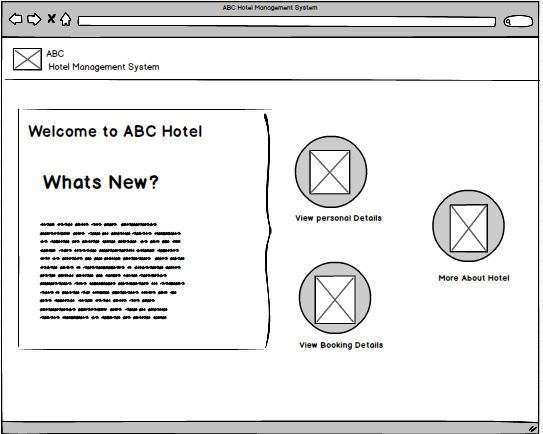 ABC Hotel Management System
ABC
Hotel Management System
Welcome to ABC Hotel
Whats New?
View personal Details
More About Hotel
View Booking Details